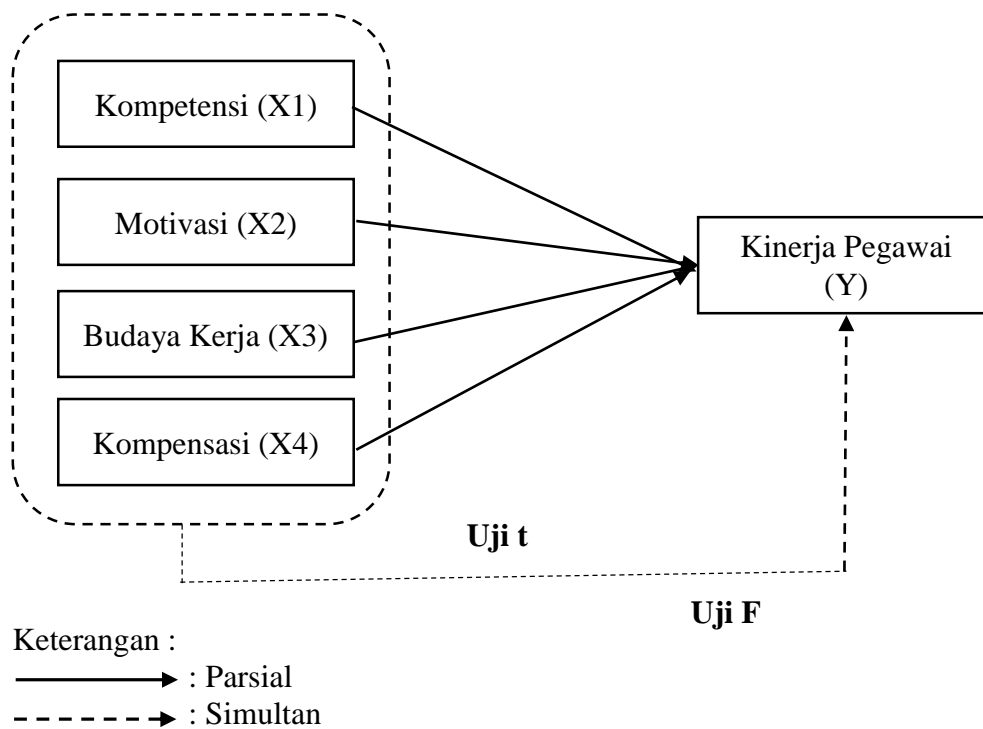 Kompetensi (X1)
Motivasi (X2)
Budaya Kerja (X3)
Kompensasi (X4)
Kinerja Pegawai
(Y)
Uji t
Uji F
Keterangan :
: Parsial
: Simultan